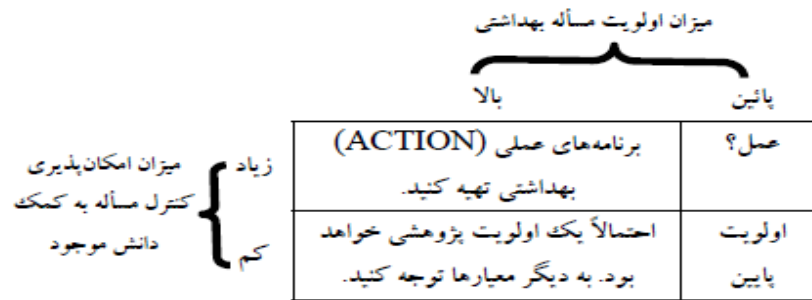 میزان اولویت مسأله بهداشتی
پائین
بالا
عمل؟
برنامه‌های عملی (ACTION)
بهداشتی تهیه کنید.
اولویت
پایین
احتمالاً یک اولویت پژوهشی خواهد
بود. به دیگر معیارها توجه کنید.
زیاد
کم
میزان امکان‌پذیری
کنترل مسأله به کمک
دانش موجود